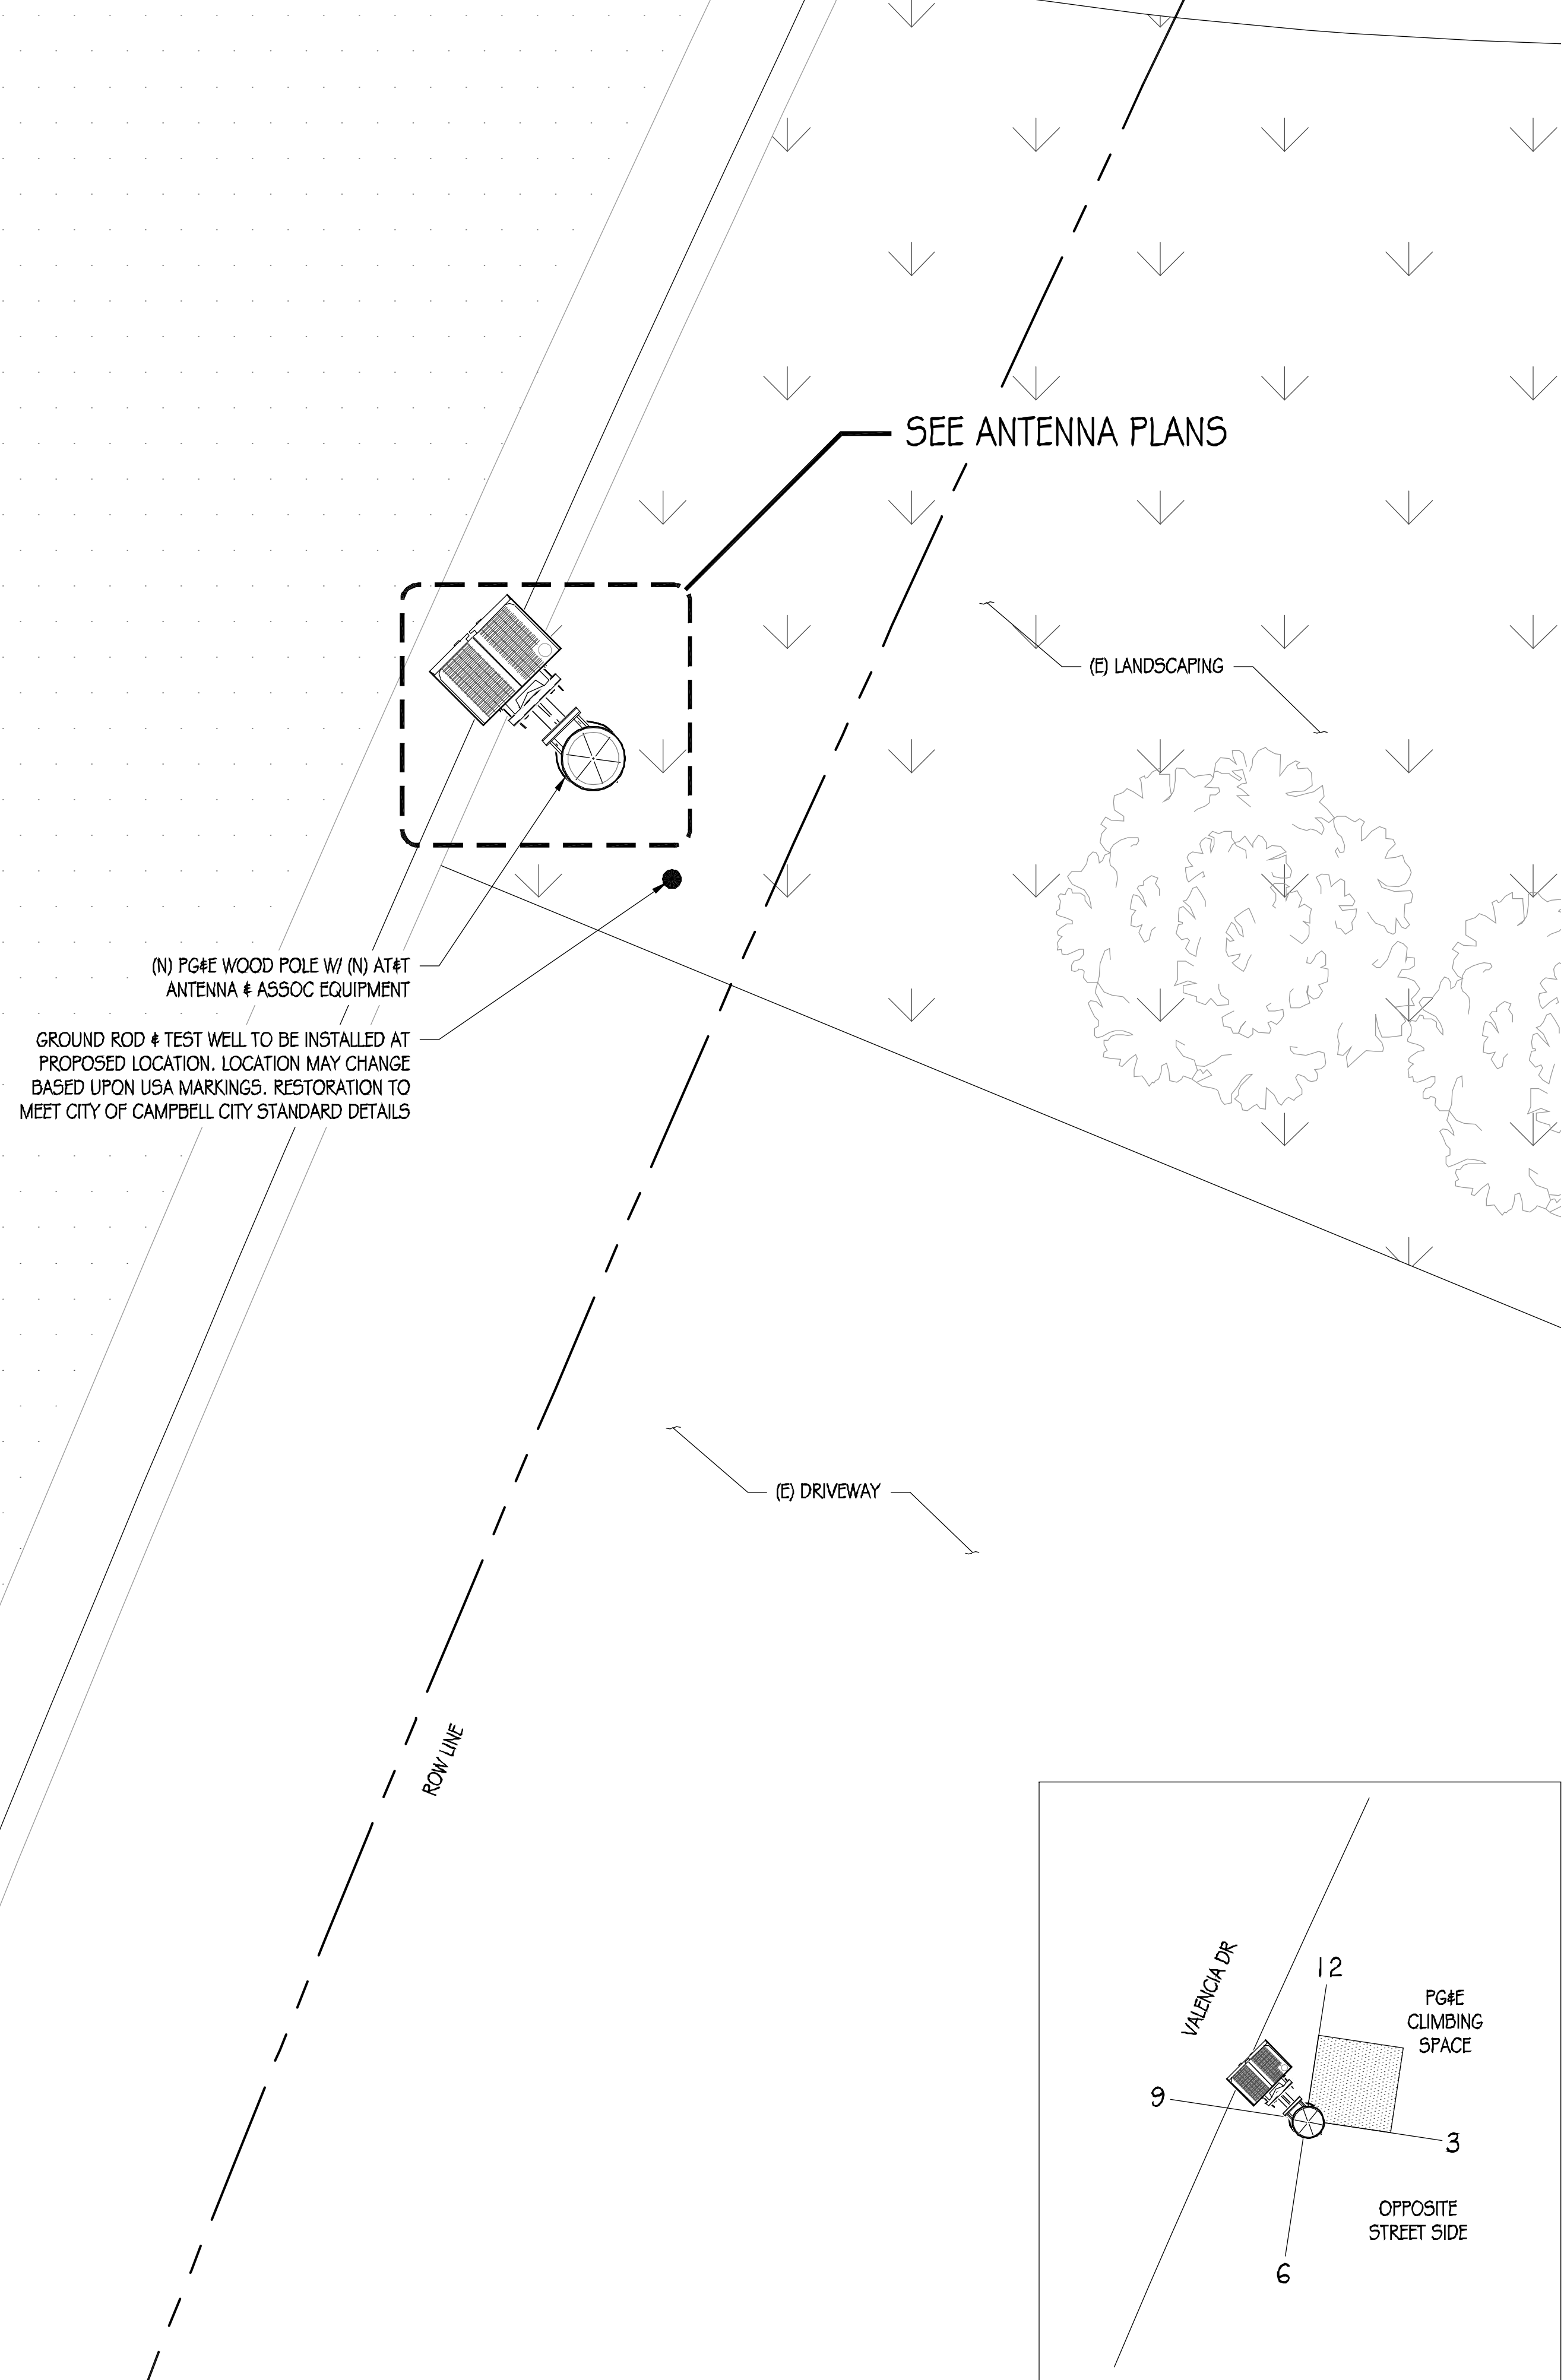 SEE ANTENNA PLANS
(E) LANDSCAPING
(N) PG&E WOOD POLE W/ (N) AT&T
ANTENNA & ASSOC EQUIPMENT
GROUND ROD & TEST WELL TO BE INSTALLED AT
PROPOSED LOCATION. LOCATION MAY CHANGE
BASED UPON USA MARKINGS. RESTORATION TO
MEET CITY OF CAMPBELL CITY STANDARD DETAILS
(E) DRIVEWAY
ROW LINE
VALENCIA DR
12
PG&E
CLIMBING
SPACE
9
3
OPPOSITE
STREET SIDE
6